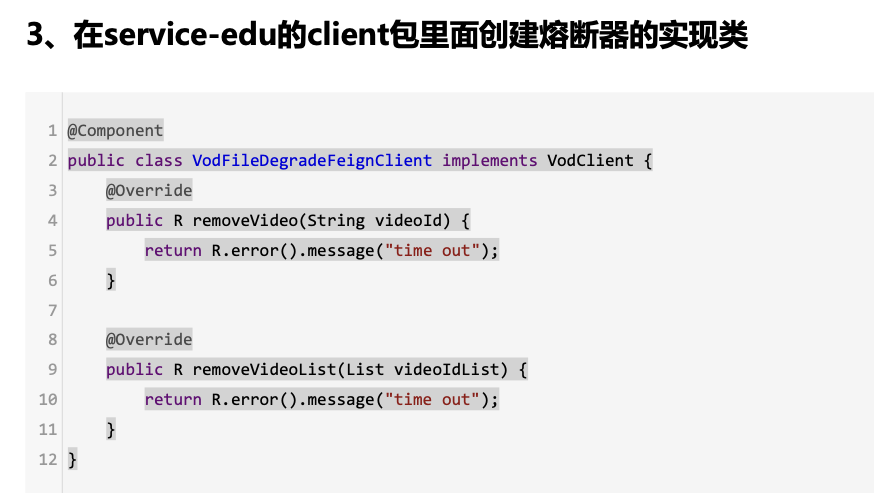 3、在service-edu的client包里面创建熔断器的实现类
1 @Component
2 public class VodFileDegradeFeignClient implements VodClient {
3     @Override
4     public R removeVideo(String videoId) {
5         return R.error().message("time out");
6     }
7
8     @Override
9     public R removeVideoList(List videoIdList) {
10         return R.error().message("time out");
11     }
12 }